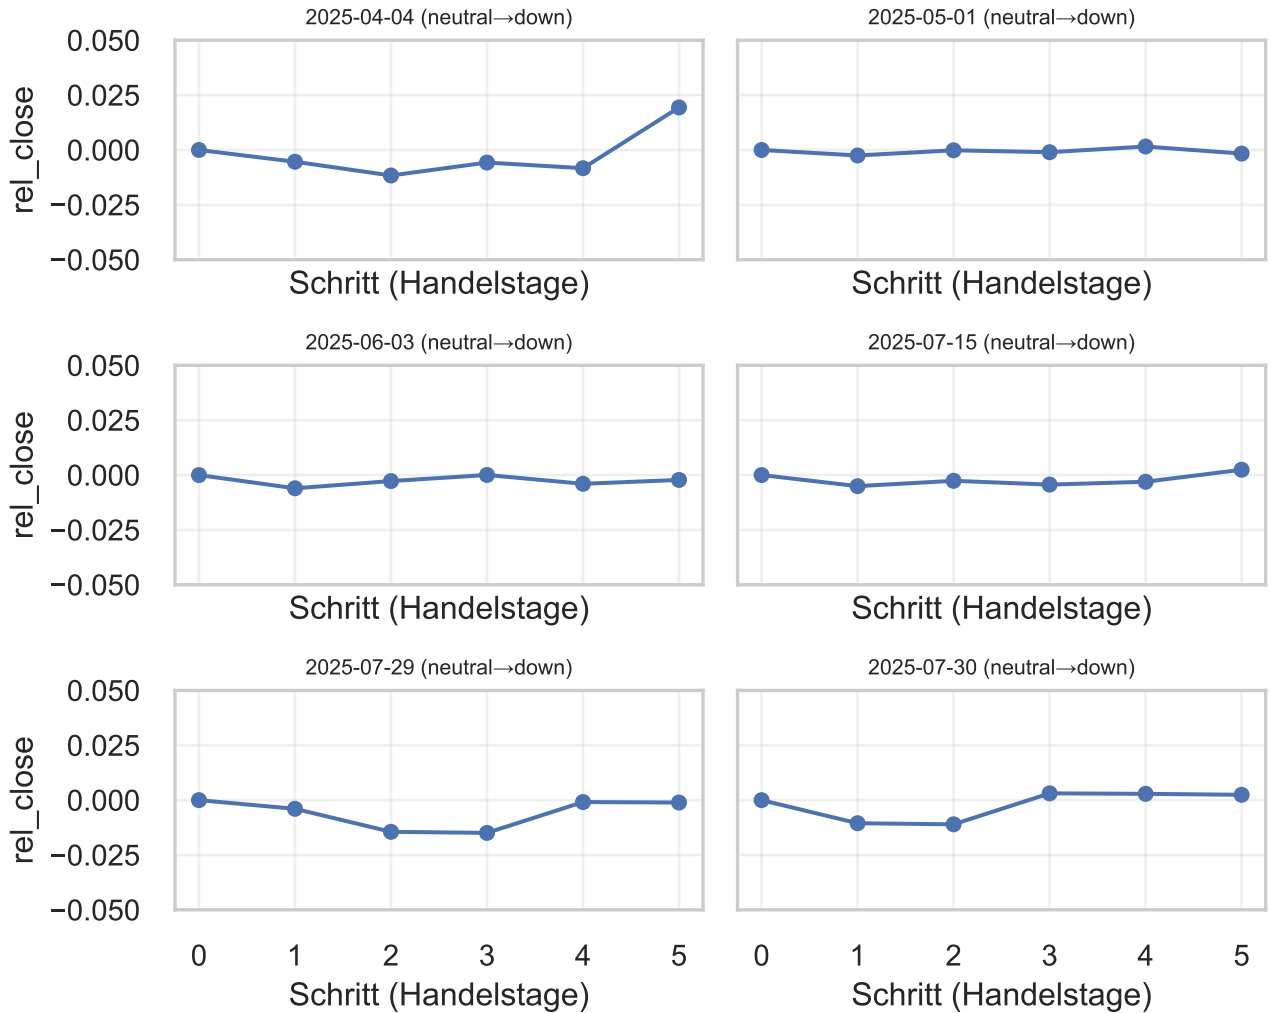 2025-04-04 (neutral→down)
2025-05-01 (neutral→down)
0.050
0.025
0.000
−0.025
−0.050
rel_close
Schritt (Handelstage)
Schritt (Handelstage)
2025-06-03 (neutral→down)
2025-07-15 (neutral→down)
0.050
0.025
0.000
−0.025
−0.050
rel_close
Schritt (Handelstage)
Schritt (Handelstage)
2025-07-29 (neutral→down)
2025-07-30 (neutral→down)
0.050
0.025
0.000
−0.025
−0.050
rel_close
0 1 2 3 4 5
0 1 2 3 4 5
Schritt (Handelstage)
Schritt (Handelstage)